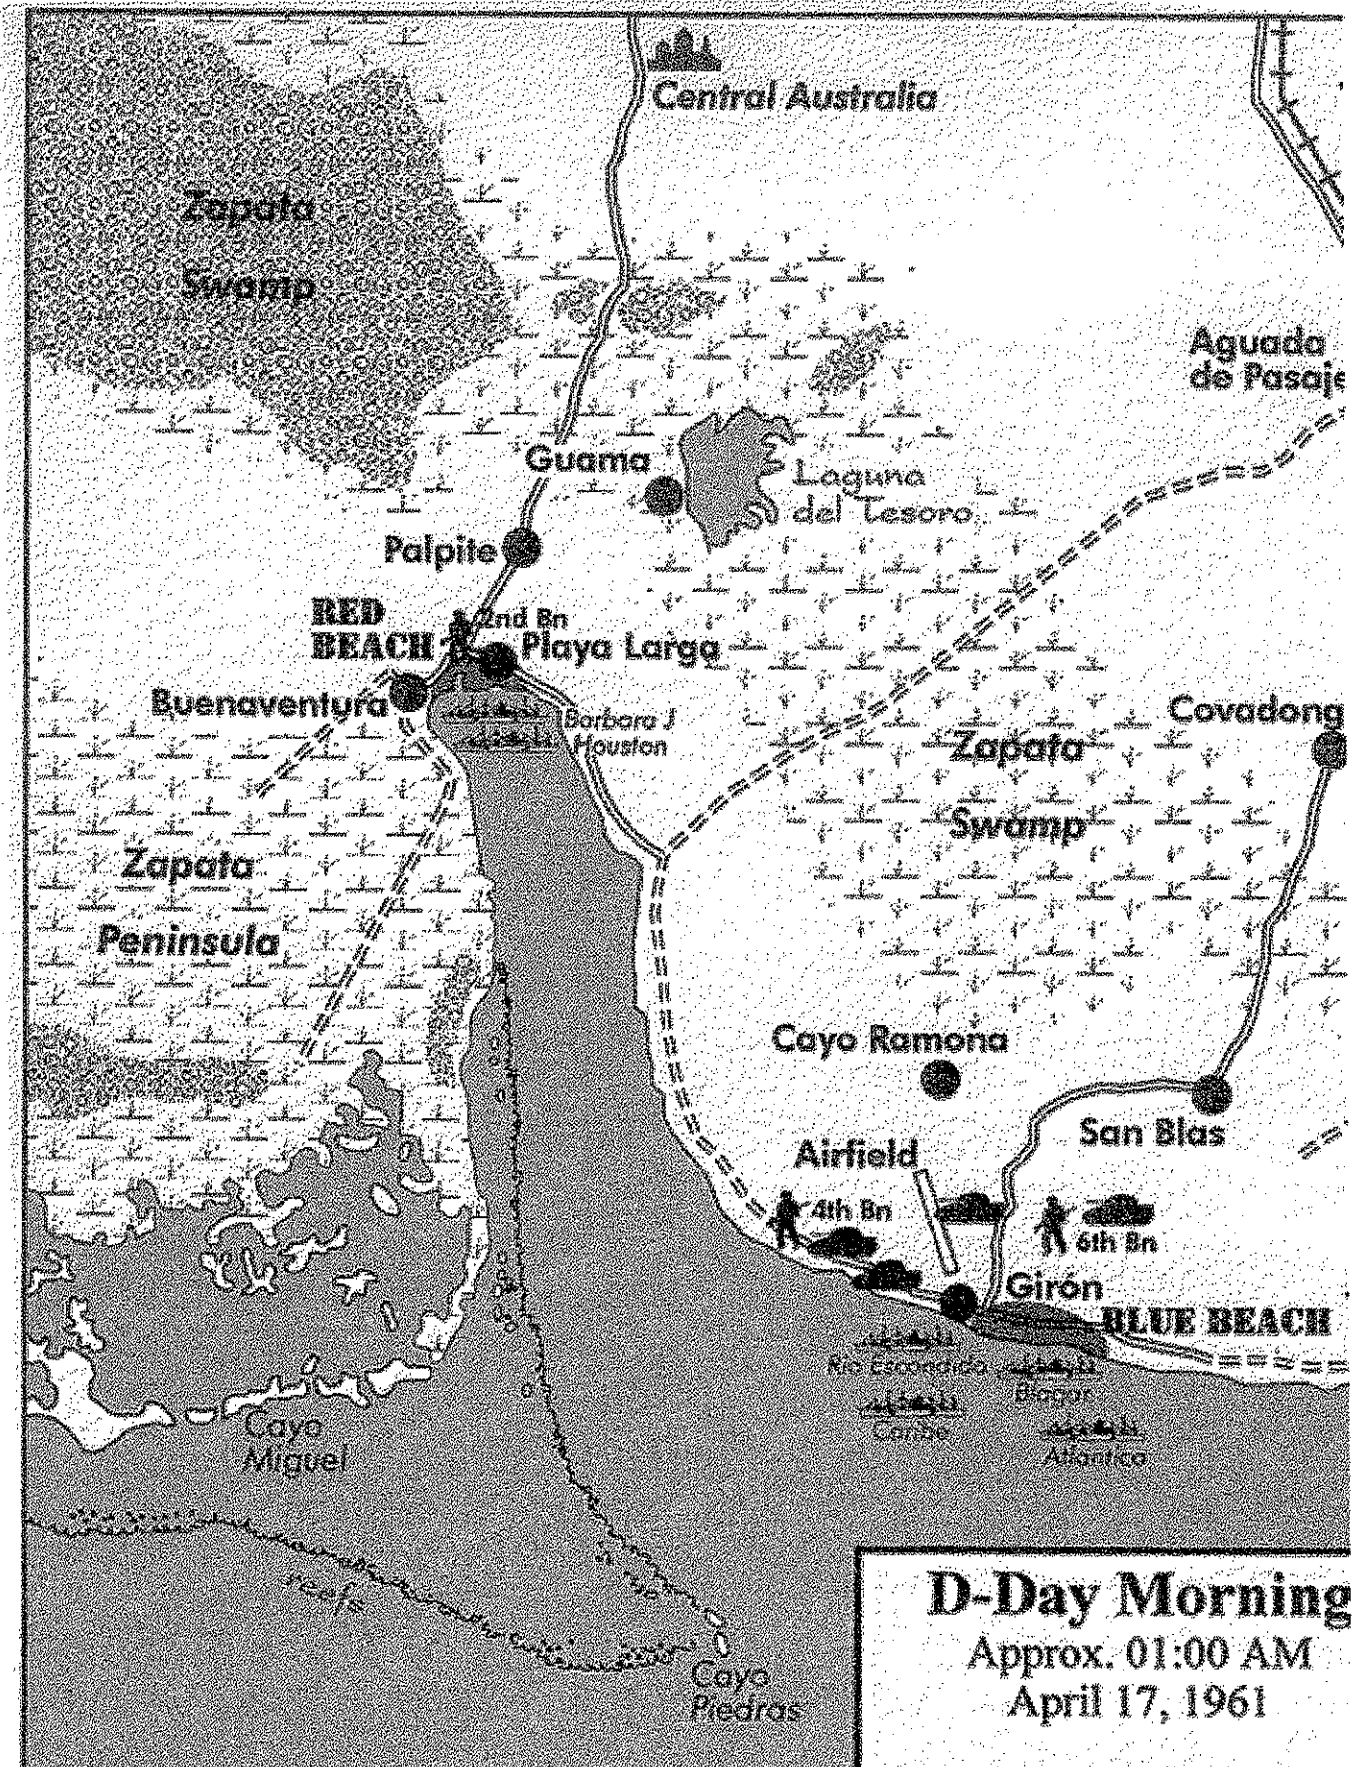 Central Australia
Zapata
Swamp
Aguada
de Pasaje
Guama
Laguna
del Tesoro
Palpite
RED
BEACH
2nd Bn
Playa Larga
Buenaventura
Barbara J
Houston
Covadong
Zapata
Swamp
Zapata
Peninsula
Cayo Ramona
San Blas
Airfield
4th Bn
6th Bn
Girón
BLUE BEACH
Río Escondido
Blagar
Caribe
Atlantico
Cayo
Miguel
reefs
Cayo
Piedras
D-Day Morning
Approx. 01:00 AM
April 17, 1961